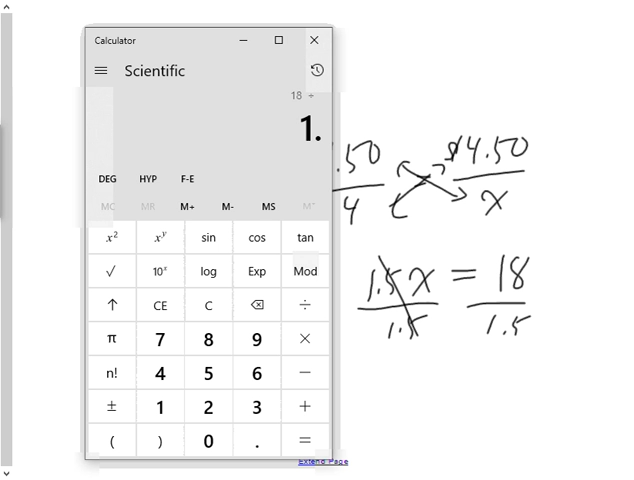 Calculator
Scientific
18 ÷
1.
DEG HYP F-E
MC MR M+ M- MS
x² xʸ sin cos tan
√ 10ˣ log Exp Mod
↑ CE C ⌫ ÷
π 7 8 9 ×
n! 4 5 6 −
± 1 2 3 +
( ) 0 . =
.50 $4.50
4 x
1.5x = 18
1.5 1.5
Extend Page